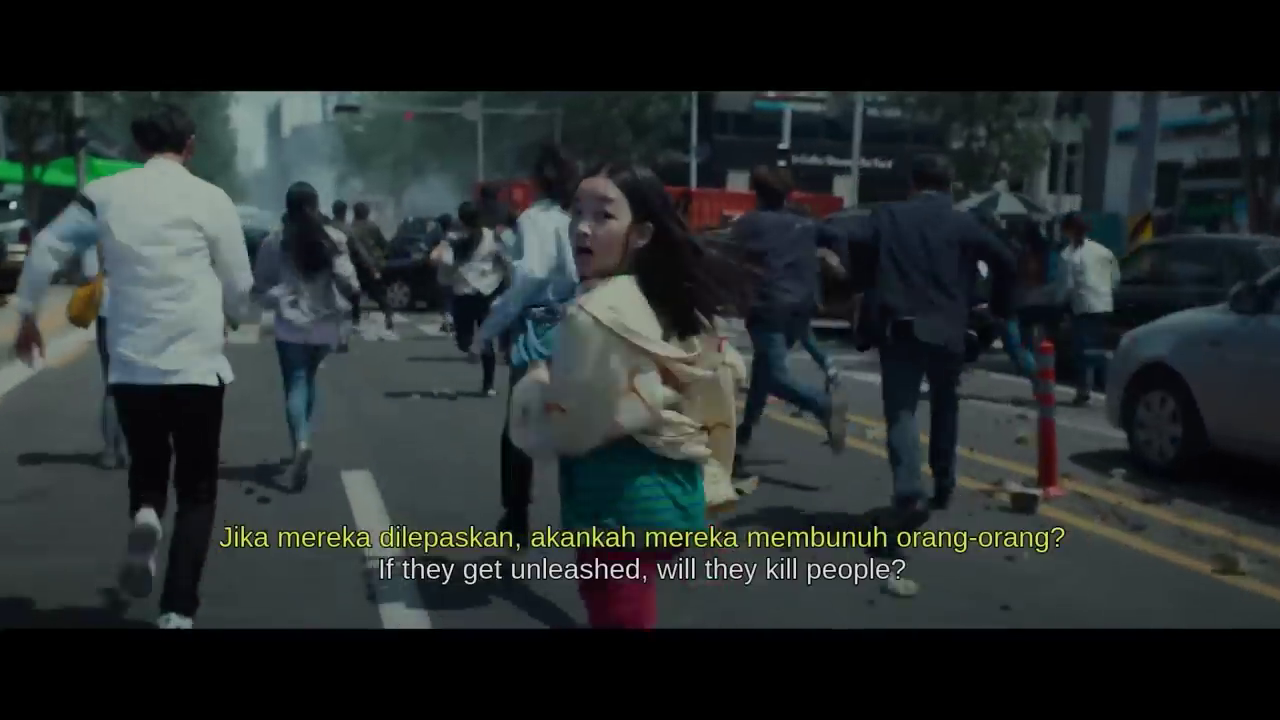 Jika mereka dilepaskan, akankah mereka membunuh orang-orang?
If they get unleashed, will they kill people?